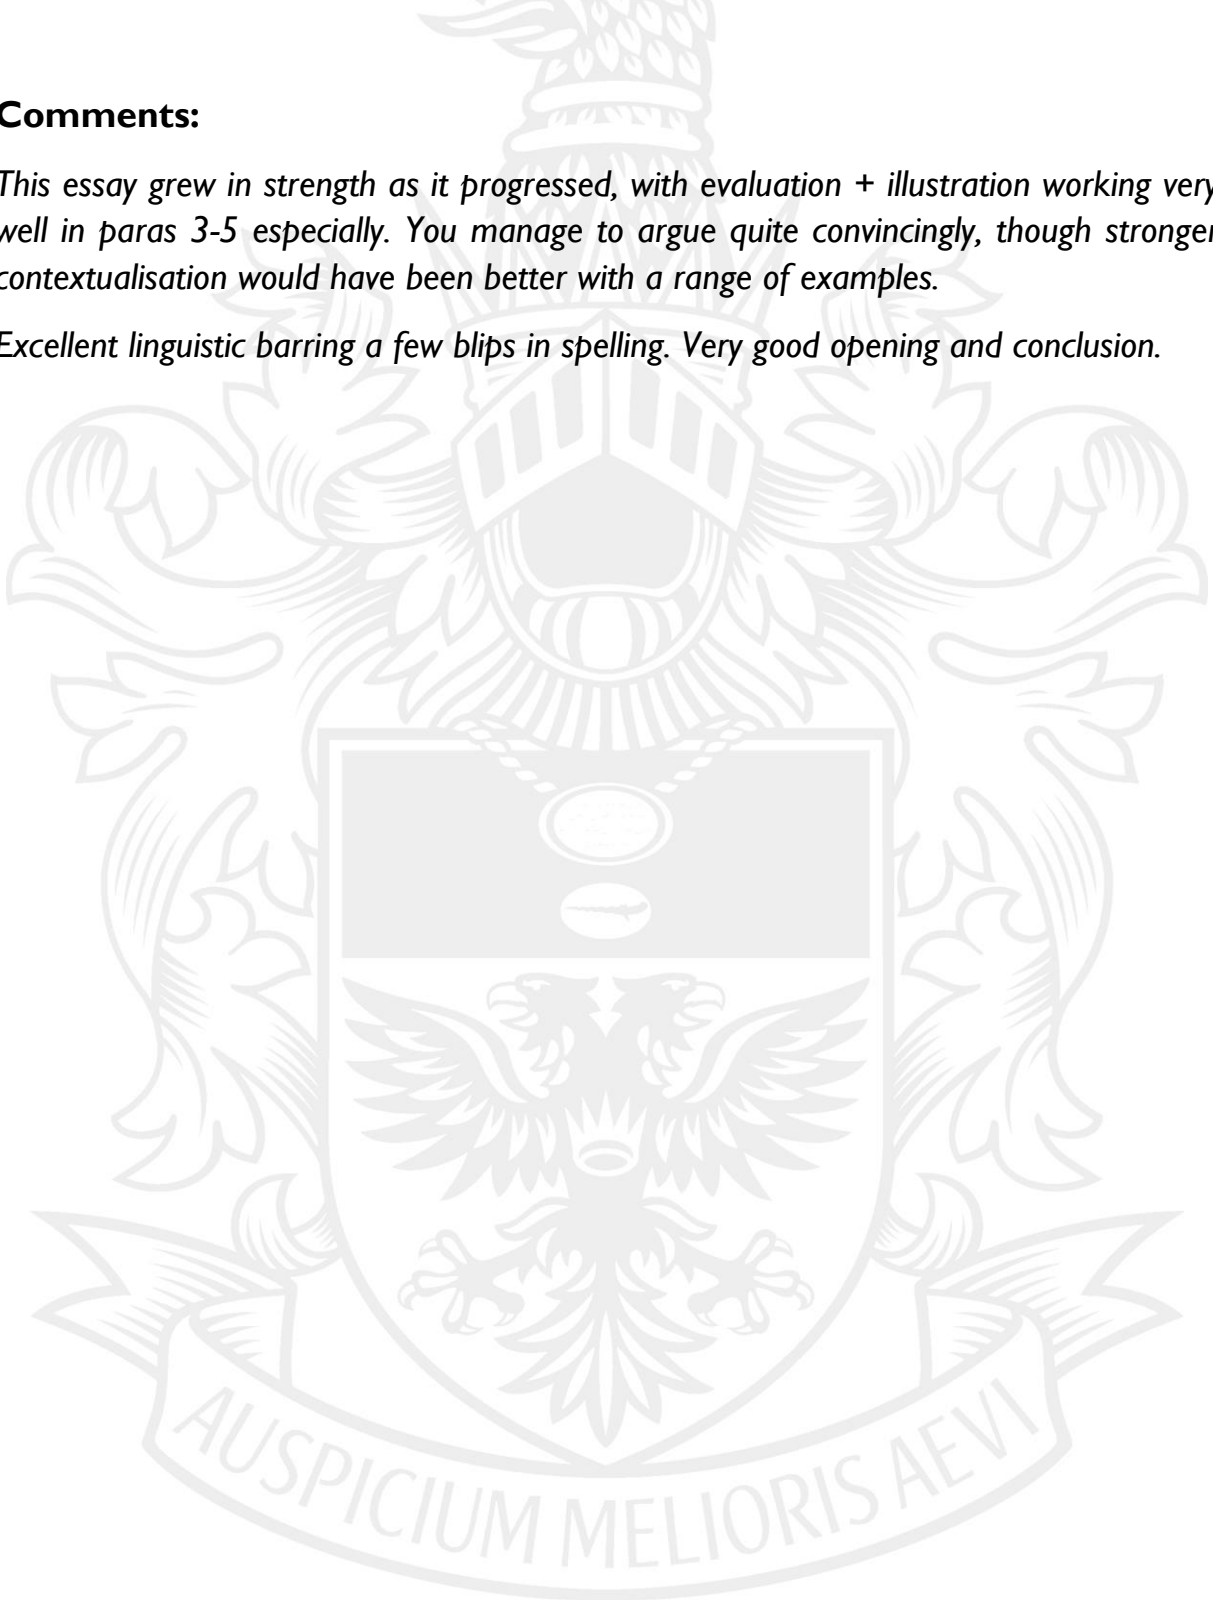 Comments:
This essay grew in strength as it progressed, with evaluation + illustration working very
well in paras 3-5 especially. You manage to argue quite convincingly, though stronger
contextualisation would have been better with a range of examples.
Excellent linguistic barring a few blips in spelling. Very good opening and conclusion.
AUSPICIUM MELIORIS AEVI